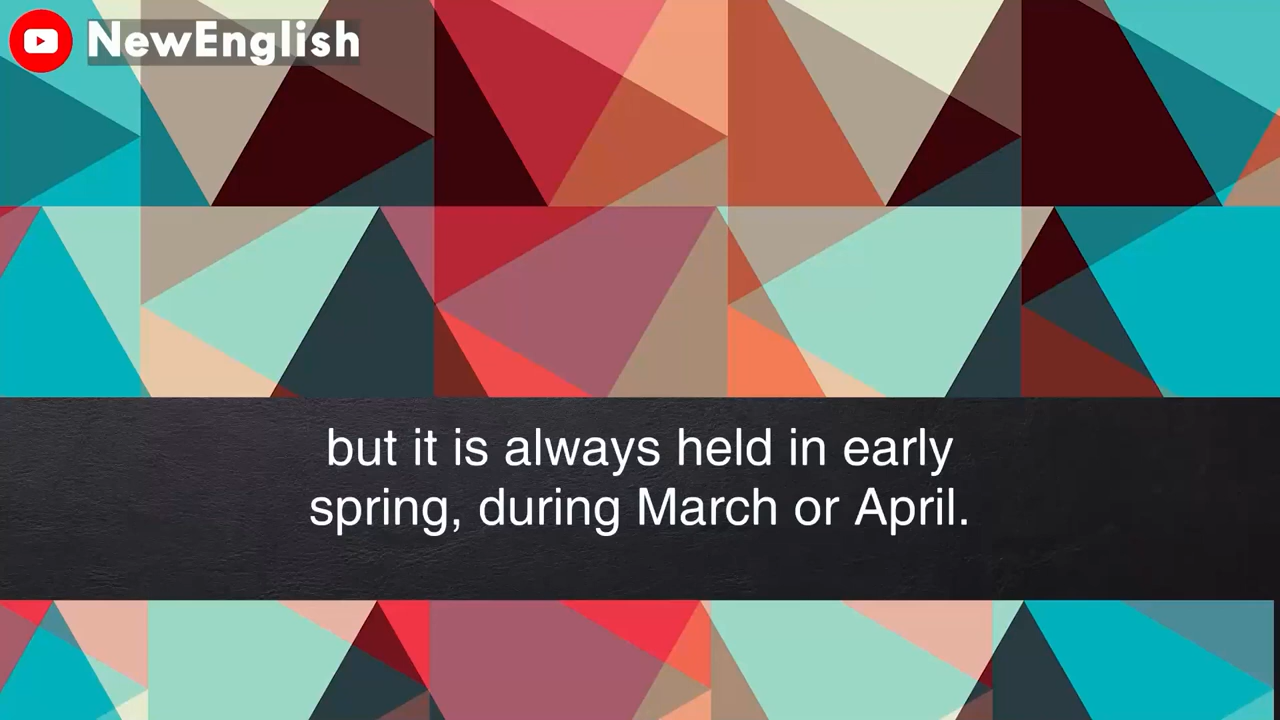 NewEnglish
but it is always held in early
spring, during March or April.